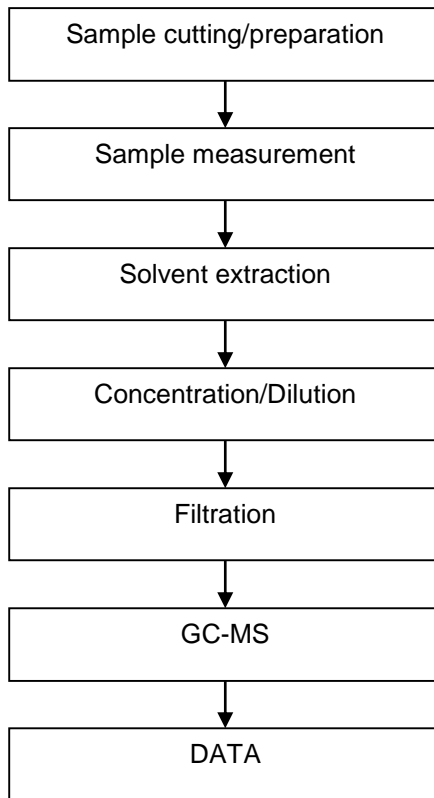 Sample cutting/preparation
Sample measurement
Solvent extraction
Concentration/Dilution
Filtration
GC-MS
DATA